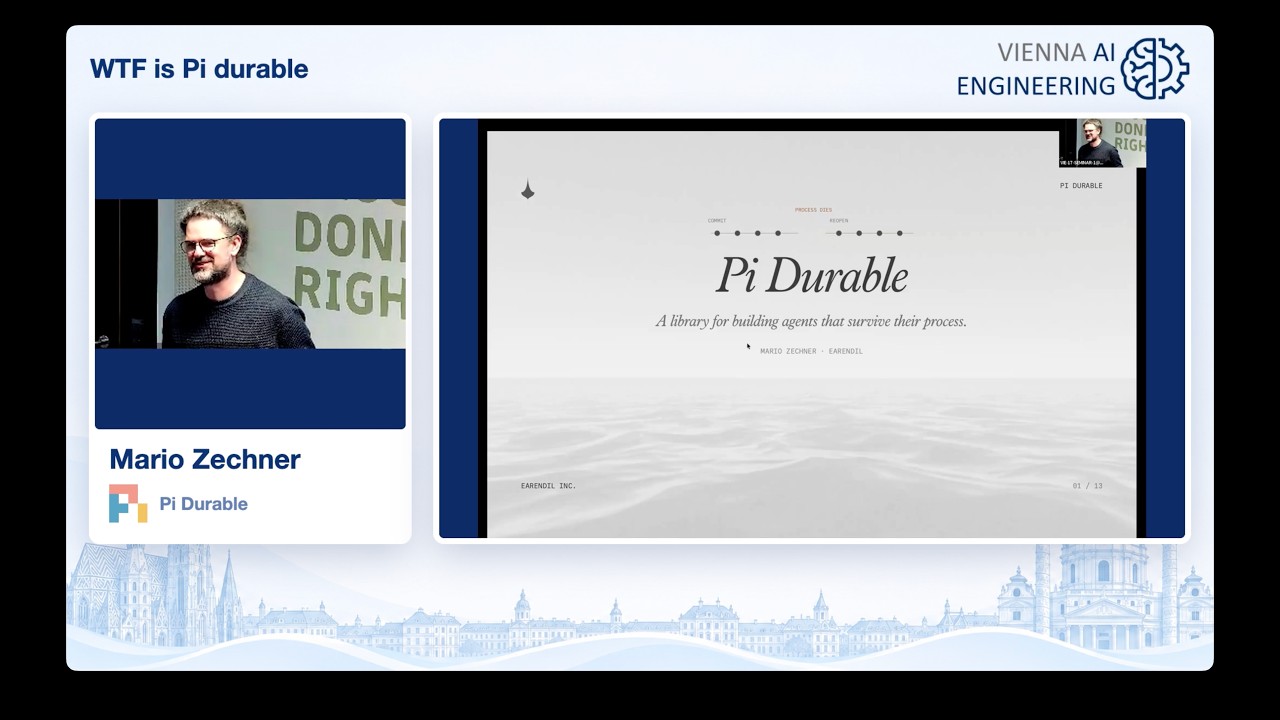 WTF is Pi durable
VIENNA AI
ENGINEERING
DONE
RIGH
Mario Zechner
Pi Durable
DON
RIGH
PI DURABLE
PROCESS DIES
COMMIT
REOPEN
Pi Durable
A library for building agents that survive their process.
MARIO ZECHNER · EARENDIL
EARENDIL INC.
01 / 13